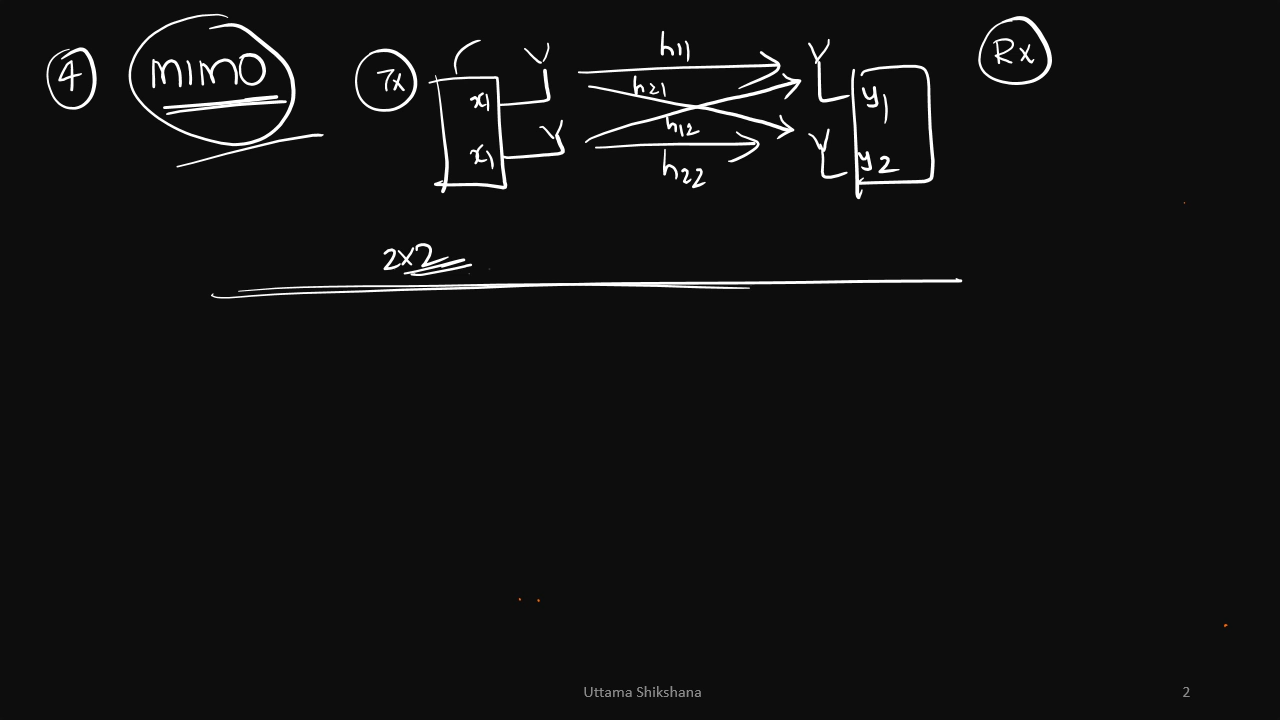 4 MIMO Tx x1 h11 y1 Rx
h21
h12
x1 h22 y2
2x2
Uttama Shikshana 2